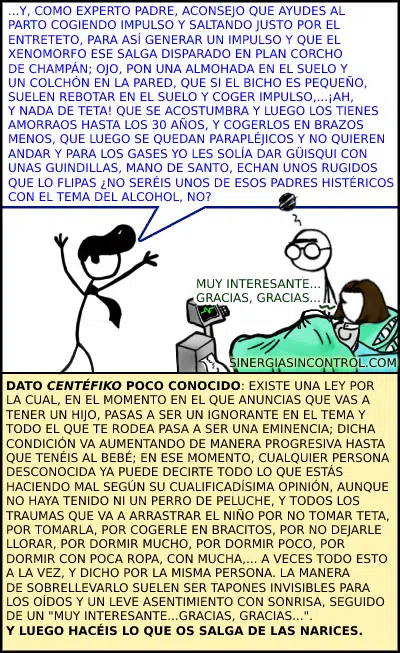 ...Y, COMO EXPERTO PADRE, ACONSEJO QUE AYUDES AL
PARTO COGIENDO IMPULSO Y SALTANDO JUSTO POR EL
ENTRETETO, PARA ASÍ GENERAR UN IMPULSO Y QUE EL
XENOMORFO ESE SALGA DISPARADO EN PLAN CORCHO
DE CHAMPÁN; OJO, PON UNA ALMOHADA EN EL SUELO Y
UN COLCHÓN EN LA PARED, QUE SI EL BICHO ES PEQUEÑO,
SUELEN REBOTAR EN EL SUELO Y COGER IMPULSO,...¡AH,
Y NADA DE TETA! QUE SE ACOSTUMBRA Y LUEGO LOS TIENES
AMORRAOS HASTA LOS 30 AÑOS, Y COGERLOS EN BRAZOS
MENOS, QUE LUEGO SE QUEDAN PARAPLÉJICOS Y NO QUIEREN
ANDAR Y PARA LOS GASES YO LES SOLÍA DAR GÜISQUI CON
UNAS GUINDILLAS, MANO DE SANTO, ECHAN UNOS RUGIDOS
QUE LO FLIPAS ¿NO SERÉIS UNOS DE ESOS PADRES HISTÉRICOS
CON EL TEMA DEL ALCOHOL, NO?
MUY INTERESANTE...
GRACIAS, GRACIAS...
SINERGIASINCONTROL.COM
DATO CENTÉFIKO POCO CONOCIDO: EXISTE UNA LEY POR
LA CUAL, EN EL MOMENTO EN EL QUE ANUNCIAS QUE VAS A
TENER UN HIJO, PASAS A SER UN IGNORANTE EN EL TEMA Y
TODO EL QUE TE RODEA PASA A SER UNA EMINENCIA; DICHA
CONDICIÓN VA AUMENTANDO DE MANERA PROGRESIVA HASTA
QUE TENÉIS AL BEBÉ; EN ESE MOMENTO, CUALQUIER PERSONA
DESCONOCIDA YA PUEDE DECIRTE TODO LO QUE ESTÁS
HACIENDO MAL SEGÚN SU CUALIFICADÍSIMA OPINIÓN, AUNQUE
NO HAYA TENIDO NI UN PERRO DE PELUCHE, Y TODOS LOS
TRAUMAS QUE VA A ARRASTRAR EL NIÑO POR NO TOMAR TETA,
POR TOMARLA, POR COGERLE EN BRACITOS, POR NO DEJARLE
LLORAR, POR DORMIR MUCHO, POR DORMIR POCO, POR
DORMIR CON POCA ROPA, CON MUCHA,... A VECES TODO ESTO
A LA VEZ, Y DICHO POR LA MISMA PERSONA. LA MANERA
DE SOBRELLEVARLO SUELEN SER TAPONES INVISIBLES PARA
LOS OÍDOS Y UN LEVE ASENTIMIENTO CON SONRISA, SEGUIDO
DE UN "MUY INTERESANTE...GRACIAS, GRACIAS...".
Y LUEGO HACÉIS LO QUE OS SALGA DE LAS NARICES.